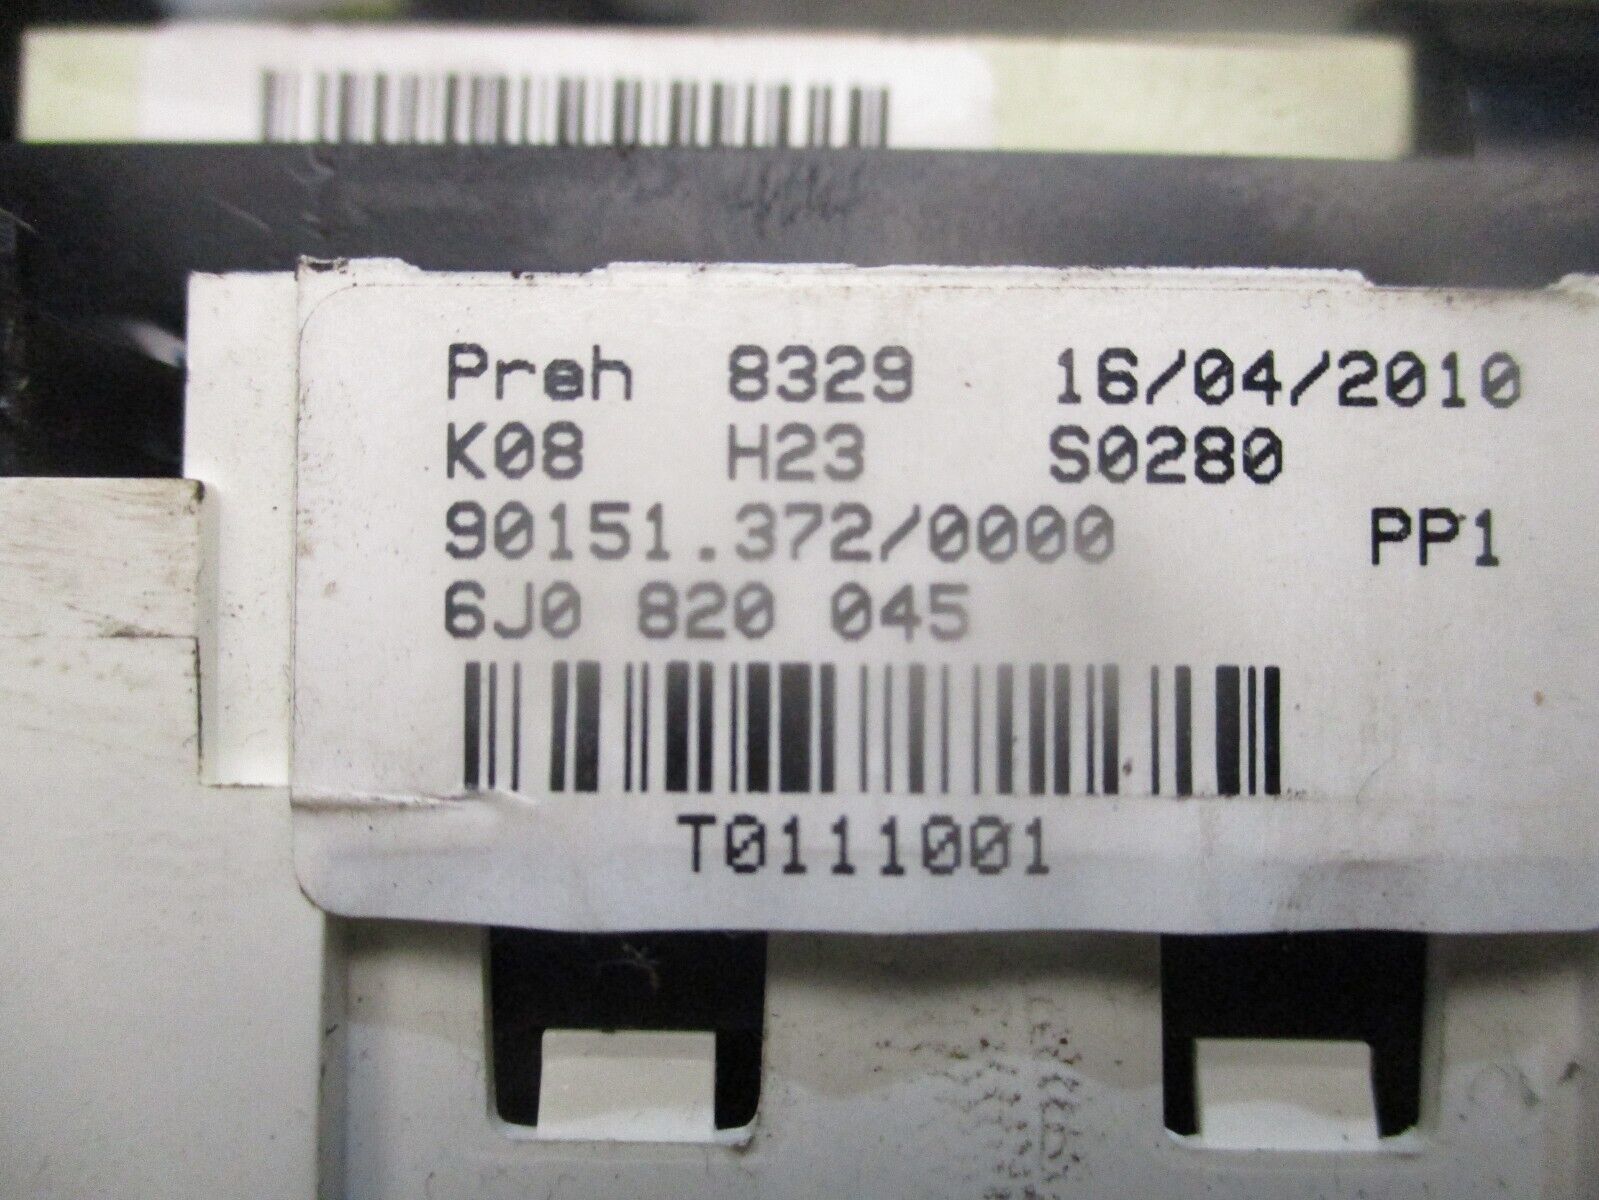 Preh 8329 16/04/2010
K08 H23 S0280
90151.372/0000 PP1
6J0 820 045
T0111001